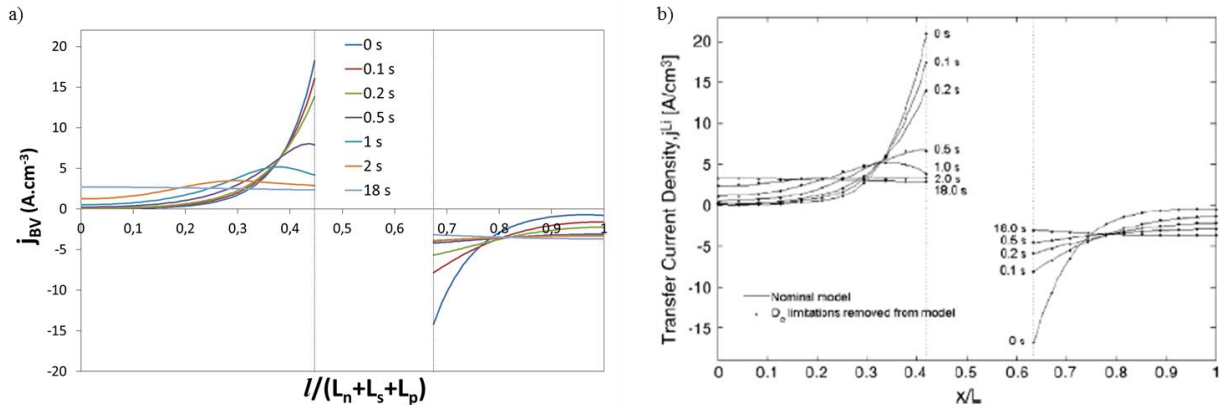 a)
20
15
10
5
0
-5
-10
-15
-20
j_BV (A.cm-3)
0 0,1 0,2 0,3 0,4 0,5 0,6 0,7 0,8 0,9 1
0 s
0.1 s
0.2 s
0.5 s
1 s
2 s
18 s
l/(Ln+Ls+Lp)
b)
Transfer Current Density,jLi [A/cm3]
20
15
10
5
0
-5
-10
-15
0 s
0.1 s
0.2 s
0.5 s
1.0 s
2.0 s
18.0 s
18.0 s
0.5 s
0.2 s
0.1 s
0 s
Nominal model
De limitations removed from model
0 0.1 0.2 0.3 0.4 0.5 0.6 0.7 0.8 0.9 1
x/L